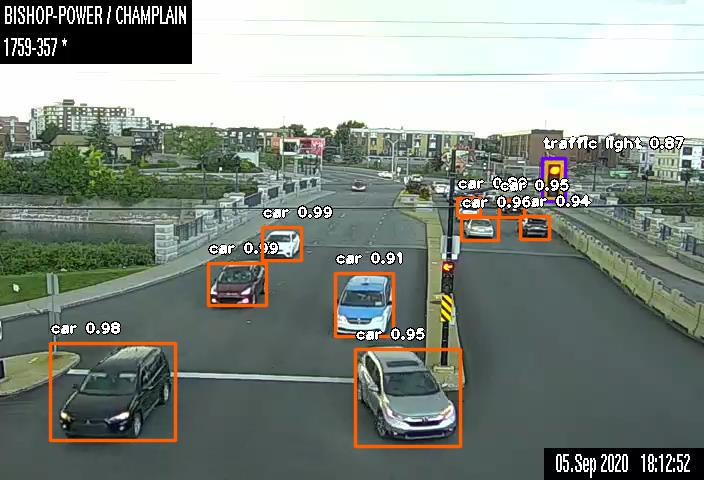 BISHOP-POWER / CHAMPLAIN
1759-357 *
traffic light 0.87
car 0.95
car 0.96
car 0.94
car 0.99
car 0.99
car 0.91
car 0.98
car 0.95
05.Sep 2020 18:12:52